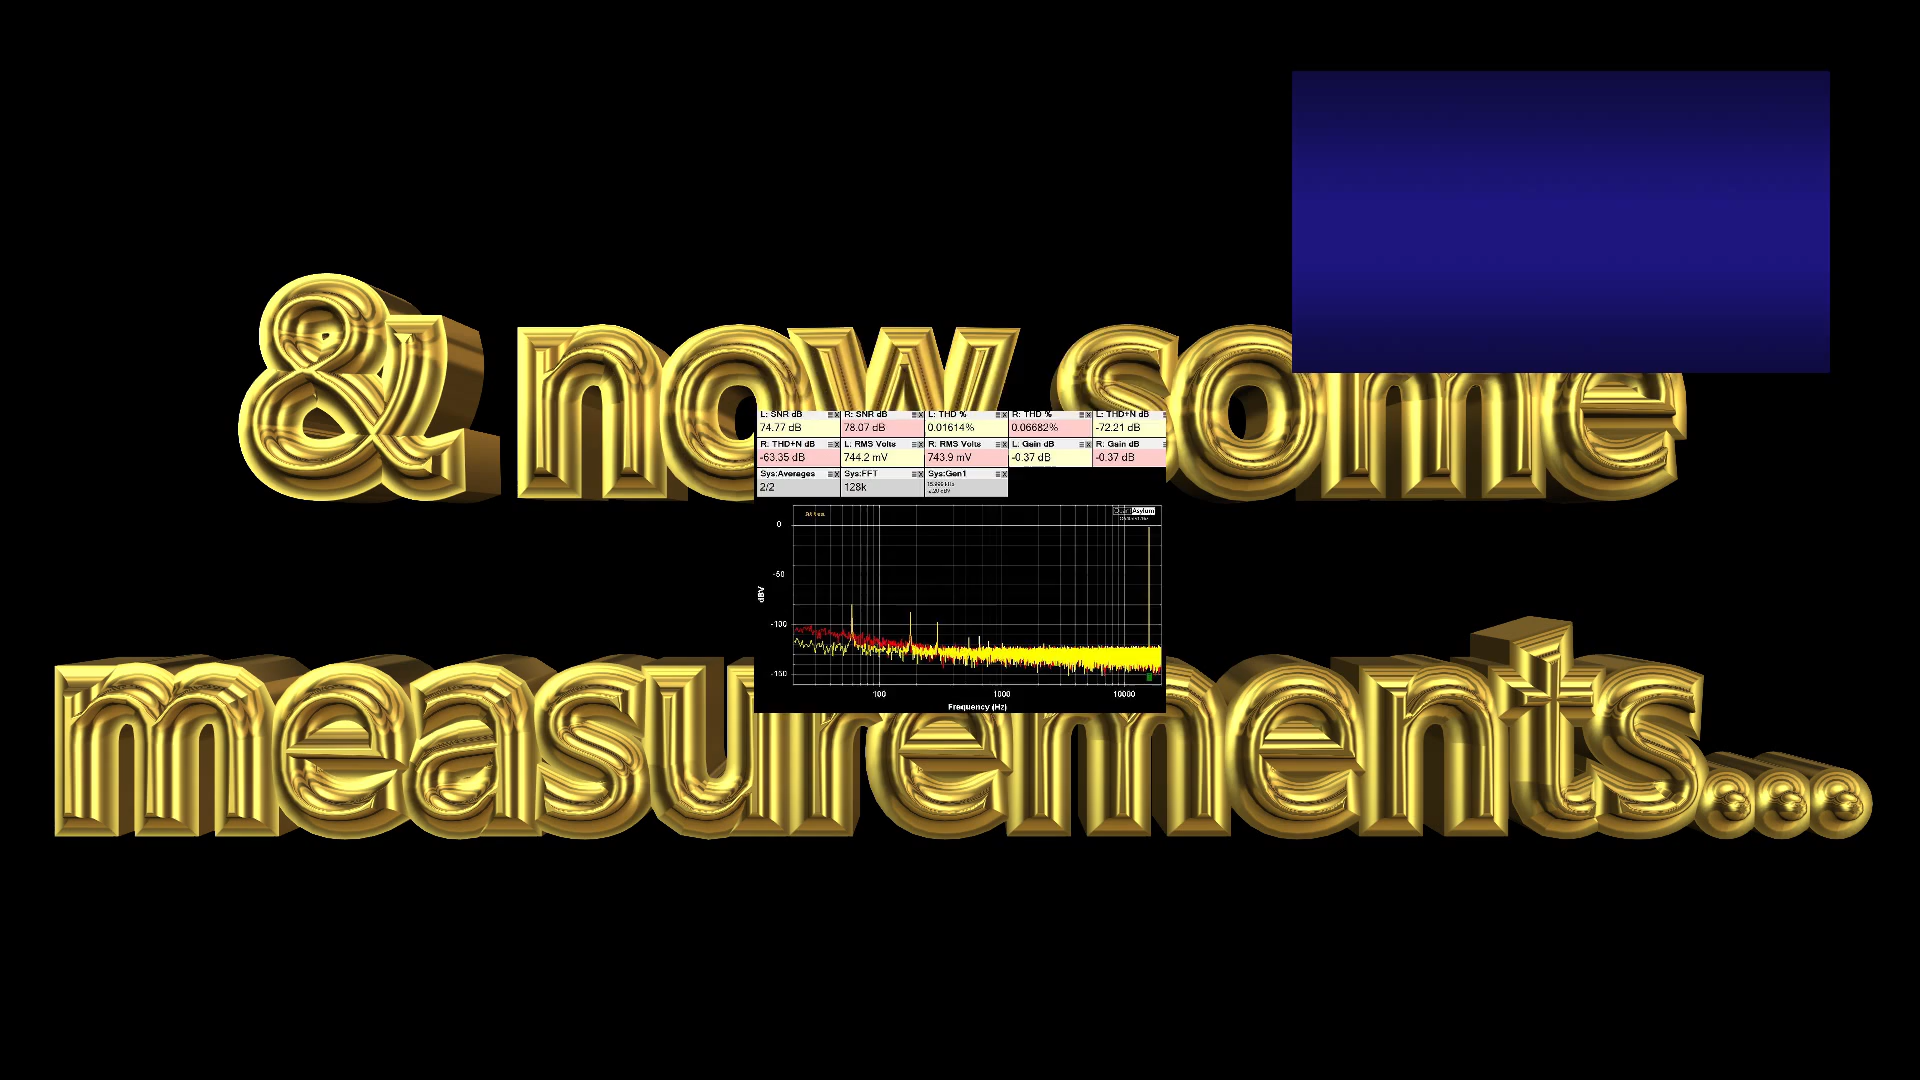 & now some
L: SNR dB R: SNR dB L: THD % R: THD % L: THD+N dB
74.77 dB 78.07 dB 0.01614% 0.06682% -72.21 dB
R: THD+N dB L: RMS Volts R: RMS Volts L: Gain dB R: Gain dB
-63.35 dB 744.2 mV 743.9 mV -0.37 dB -0.37 dB
Sys:Averages Sys:FFT Sys:Gen1
2/2 128k
Atten
Asylum
0
-50
-100
-150
dBV
100 1000 10000
Frequency (Hz)
measurements...